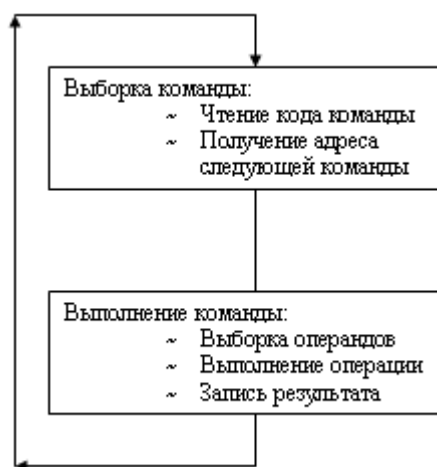 Выборка команды:
~ Чтение кода команды
~ Получение адреса
следующей команды
Выполнение команды:
~ Выборка операндов
~ Выполнение операции
~ Запись результата